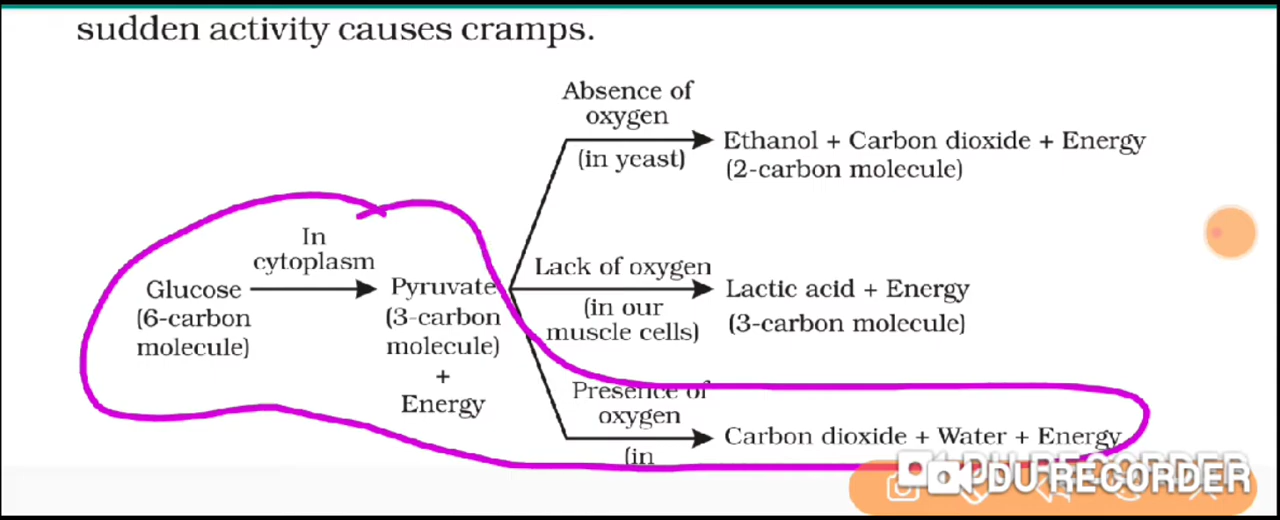 sudden activity causes cramps.
Absence of
oxygen
(in yeast)
Ethanol + Carbon dioxide + Energy
(2-carbon molecule)
In
cytoplasm
Glucose
(6-carbon
molecule)
Pyruvate
(3-carbon
molecule)
+
Energy
Lack of oxygen
(in our
muscle cells)
Lactic acid + Energy
(3-carbon molecule)
Presence of
oxygen
(in
Carbon dioxide + Water + Energy
DU RECORDER